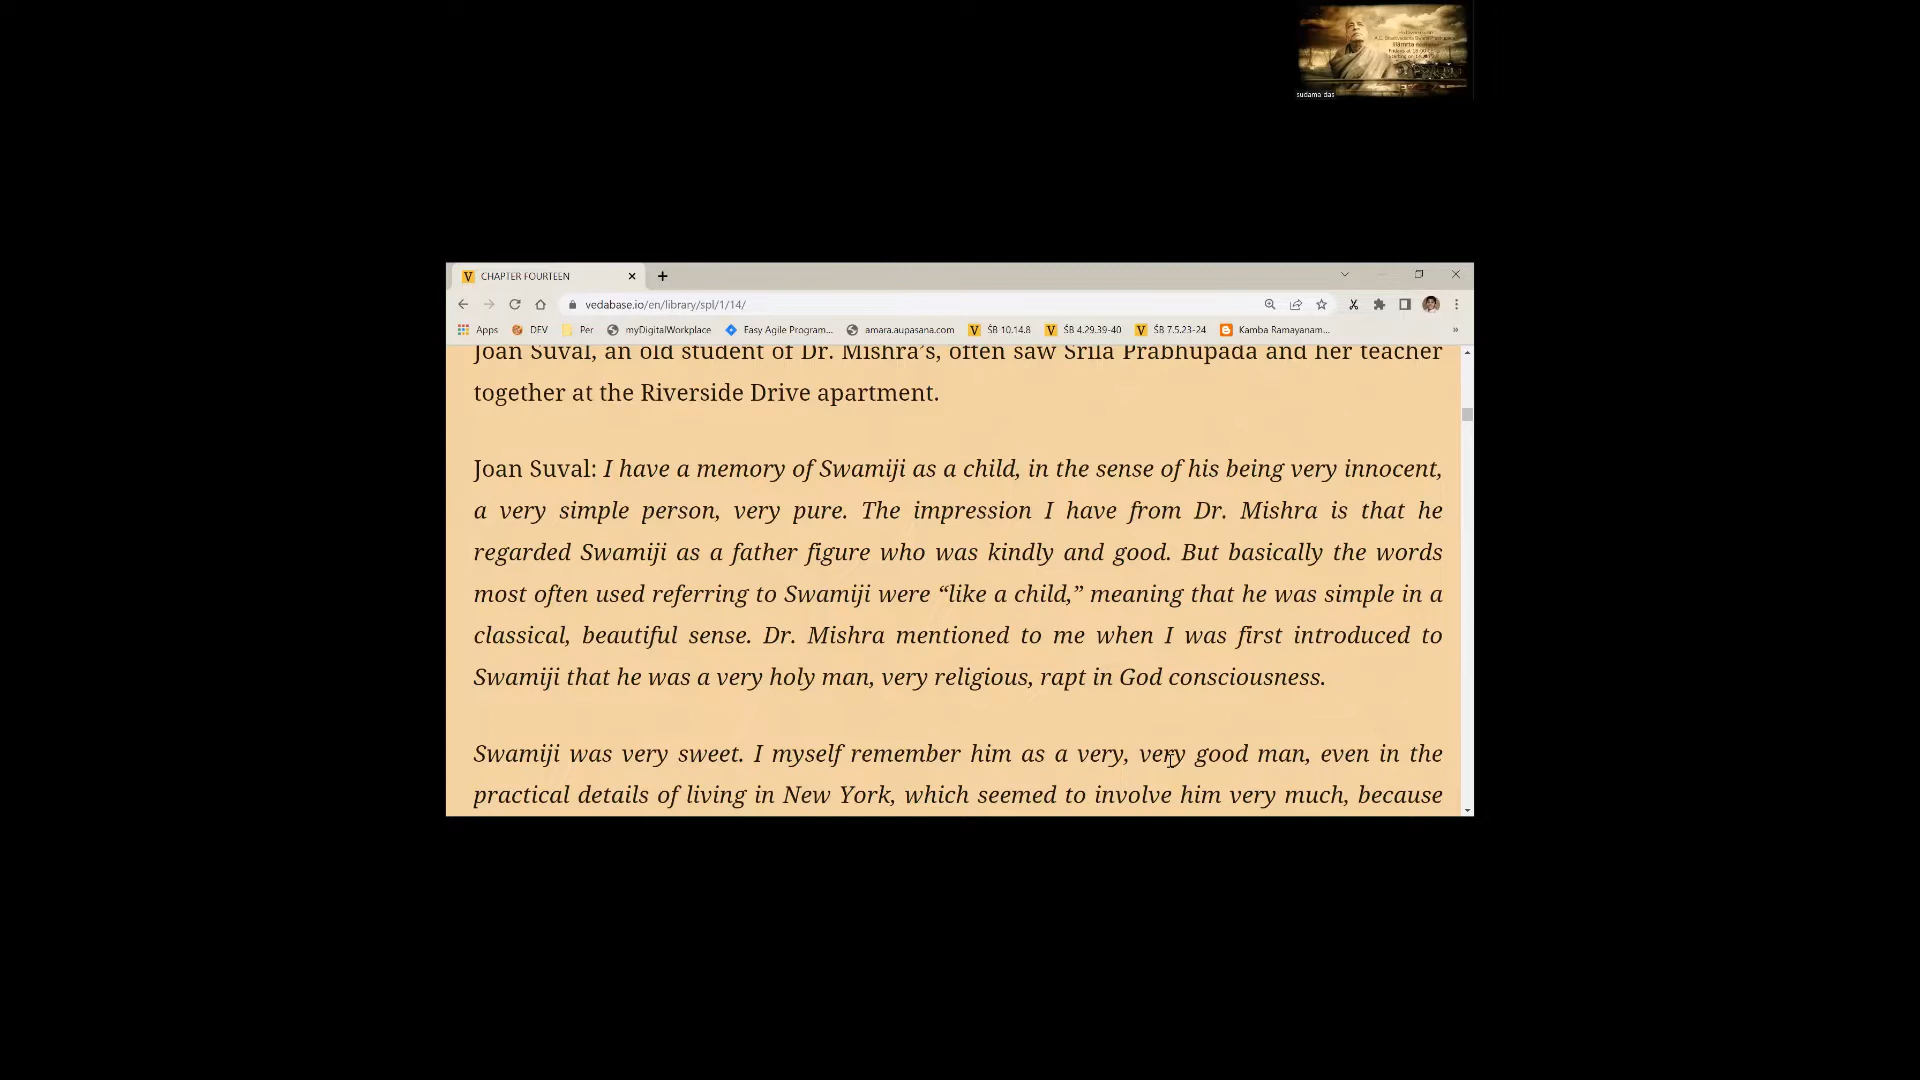 Fridays at
sudama das
CHAPTER FOURTEEN
vedabase.io/en/library/spl/1/14/
Apps DEV Per myDigitalWorkplace Easy Agile Program... amara.aupasana.com ŚB 10.14.8 ŚB 4.29.39-40 ŚB 7.5.23-24 Kamba Ramayanam... »
Joan Suval, an old student of Dr. Mishra’s, often saw Srila Prabhupada and her teacher
together at the Riverside Drive apartment.
Joan Suval: I have a memory of Swamiji as a child, in the sense of his being very innocent,
a very simple person, very pure. The impression I have from Dr. Mishra is that he
regarded Swamiji as a father figure who was kindly and good. But basically the words
most often used referring to Swamiji were “like a child,” meaning that he was simple in a
classical, beautiful sense. Dr. Mishra mentioned to me when I was first introduced to
Swamiji that he was a very holy man, very religious, rapt in God consciousness.
Swamiji was very sweet. I myself remember him as a very, very good man, even in the
practical details of living in New York, which seemed to involve him very much, because